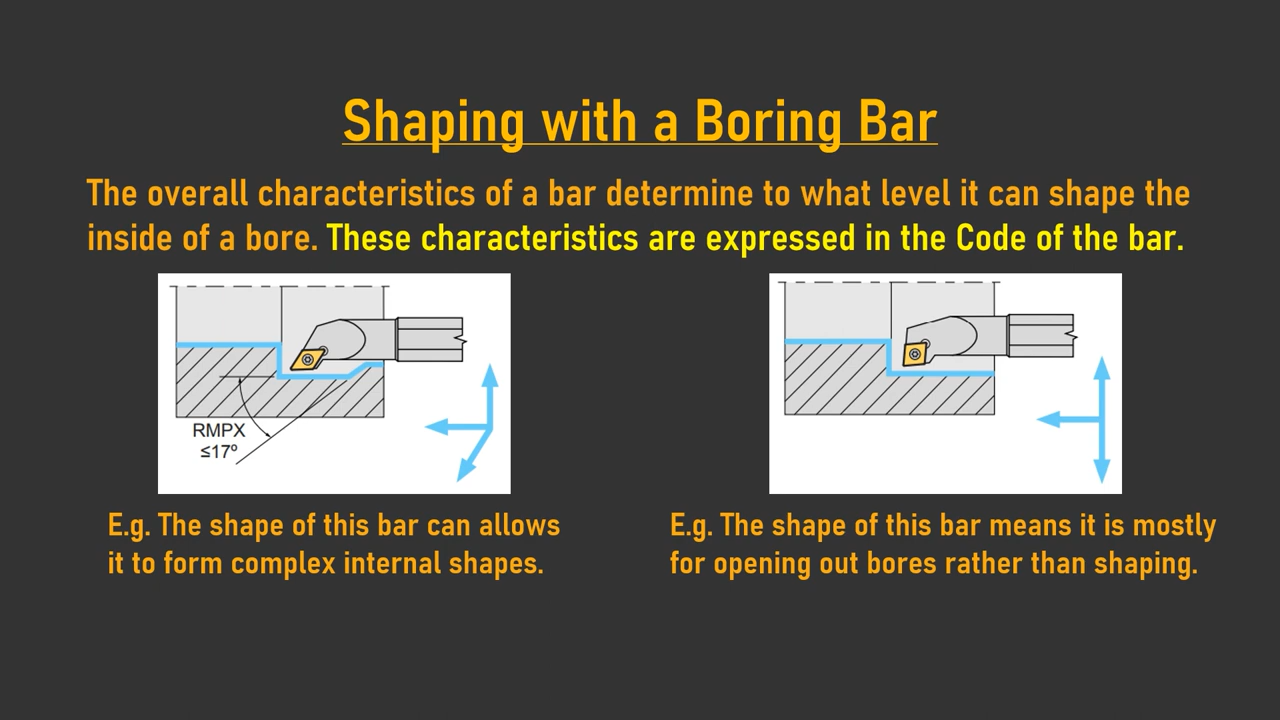 Shaping with a Boring Bar
The overall characteristics of a bar determine to what level it can shape the
inside of a bore. These characteristics are expressed in the Code of the bar.
RMPX
≤17º
E.g. The shape of this bar can allows
it to form complex internal shapes.
E.g. The shape of this bar means it is mostly
for opening out bores rather than shaping.